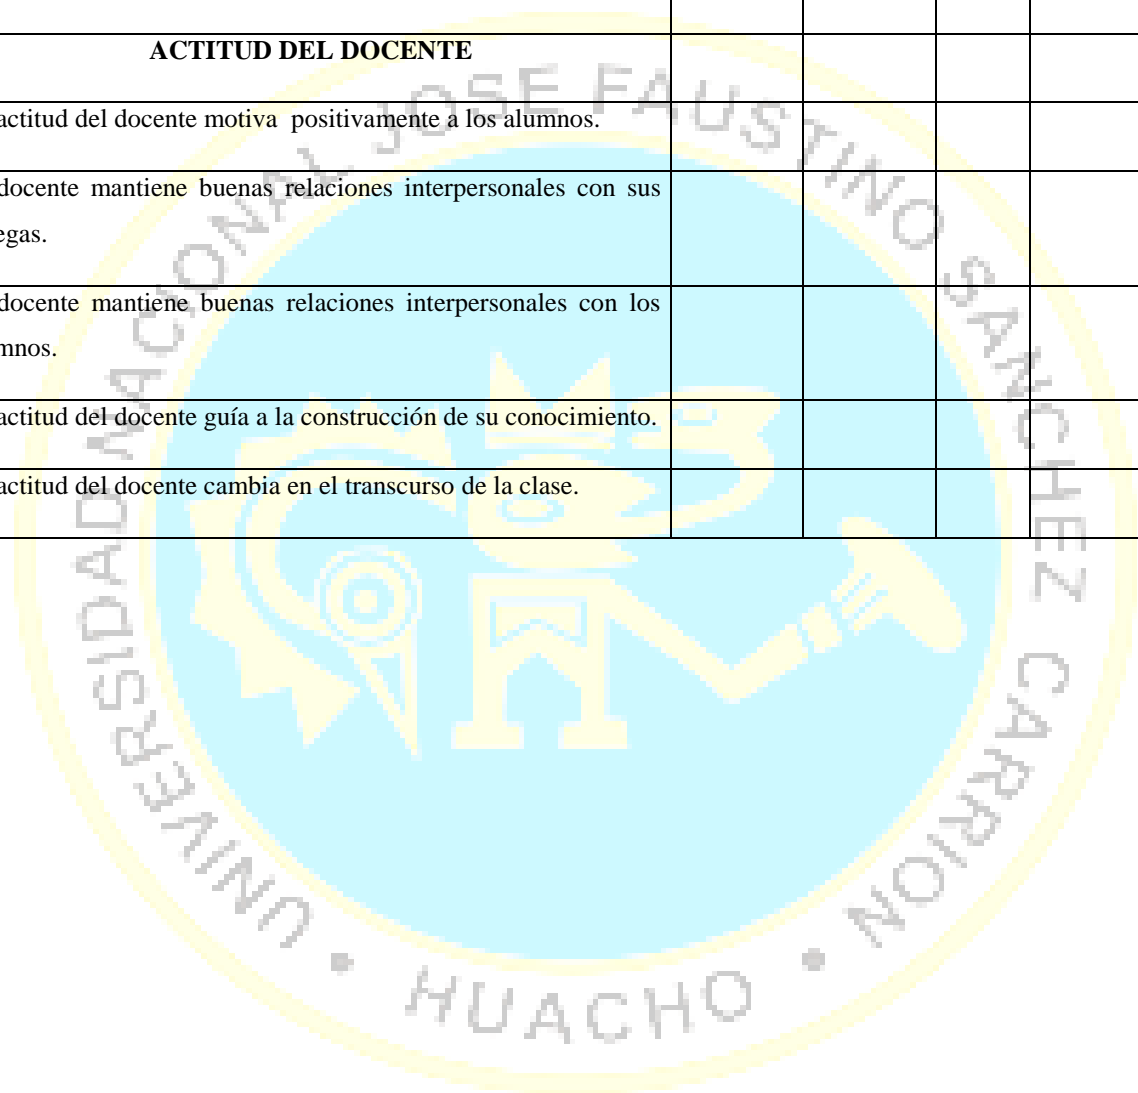 ACTITUD DEL DOCENTE
actitud del docente motiva positivamente a los alumnos.
docente mantiene buenas relaciones interpersonales con sus
egas.
docente mantiene buenas relaciones interpersonales con los
mnos.
actitud del docente guía a la construcción de su conocimiento.
actitud del docente cambia en el transcurso de la clase.
UNIVERSIDAD NACIONAL JOSE FAUSTINO SANCHEZ CARRION • HUACHO •